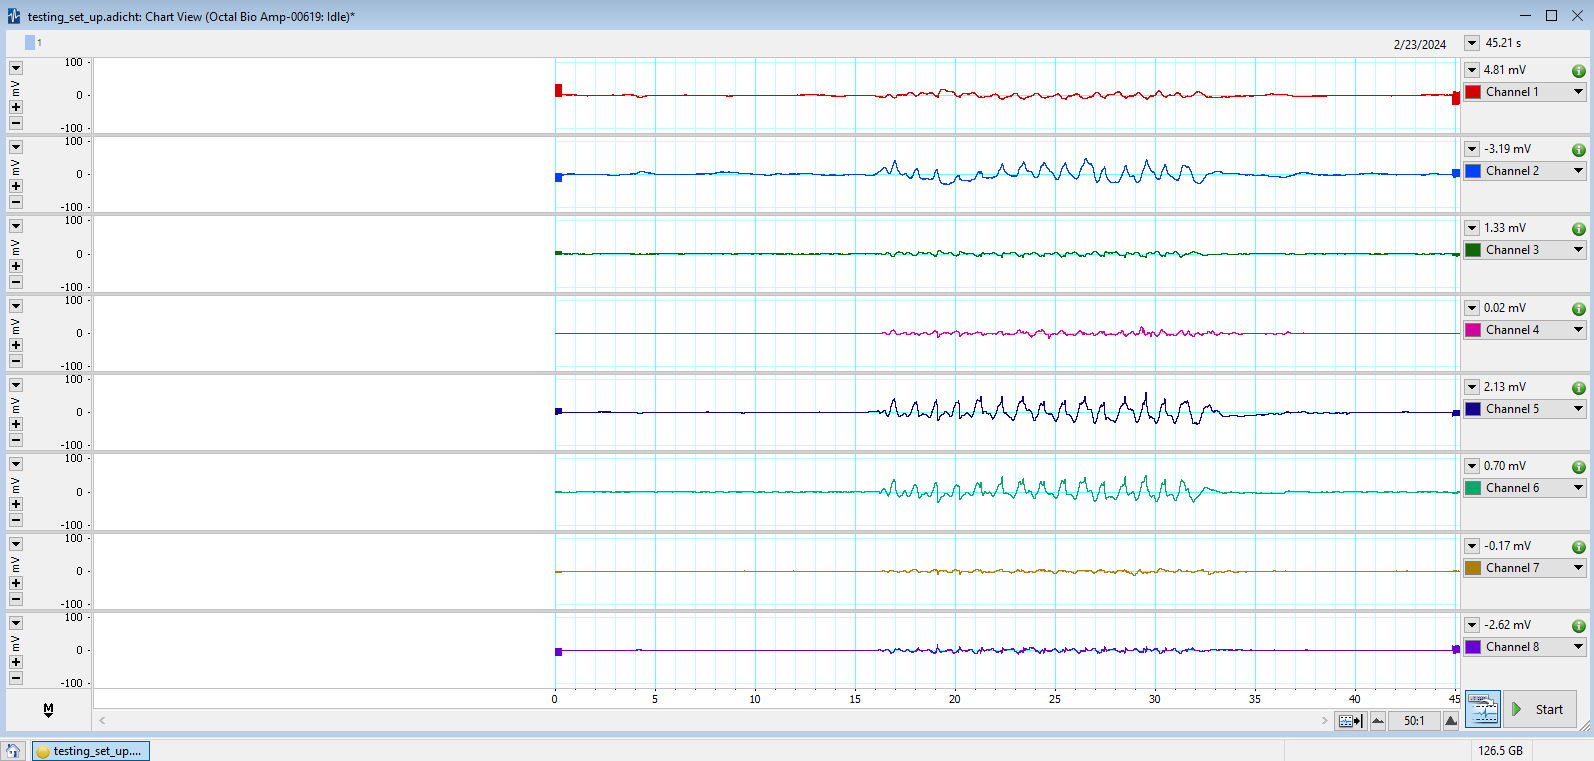 testing_set_up.adicht: Chart View (Octal Bio Amp-00619: Idle)*
1
2/23/2024
45.21 s
100
mV
0
-100
4.81 mV
Channel 1
100
mV
0
-100
-3.19 mV
Channel 2
100
mV
0
-100
1.33 mV
Channel 3
100
mV
0
-100
0.02 mV
Channel 4
100
mV
0
-100
2.13 mV
Channel 5
100
mV
0
-100
0.70 mV
Channel 6
100
mV
0
-100
-0.17 mV
Channel 7
100
mV
0
-100
-2.62 mV
Channel 8
0 5 10 15 20 25 30 35 40 45
M
50:1
Start
testing_set_up....
126.5 GB